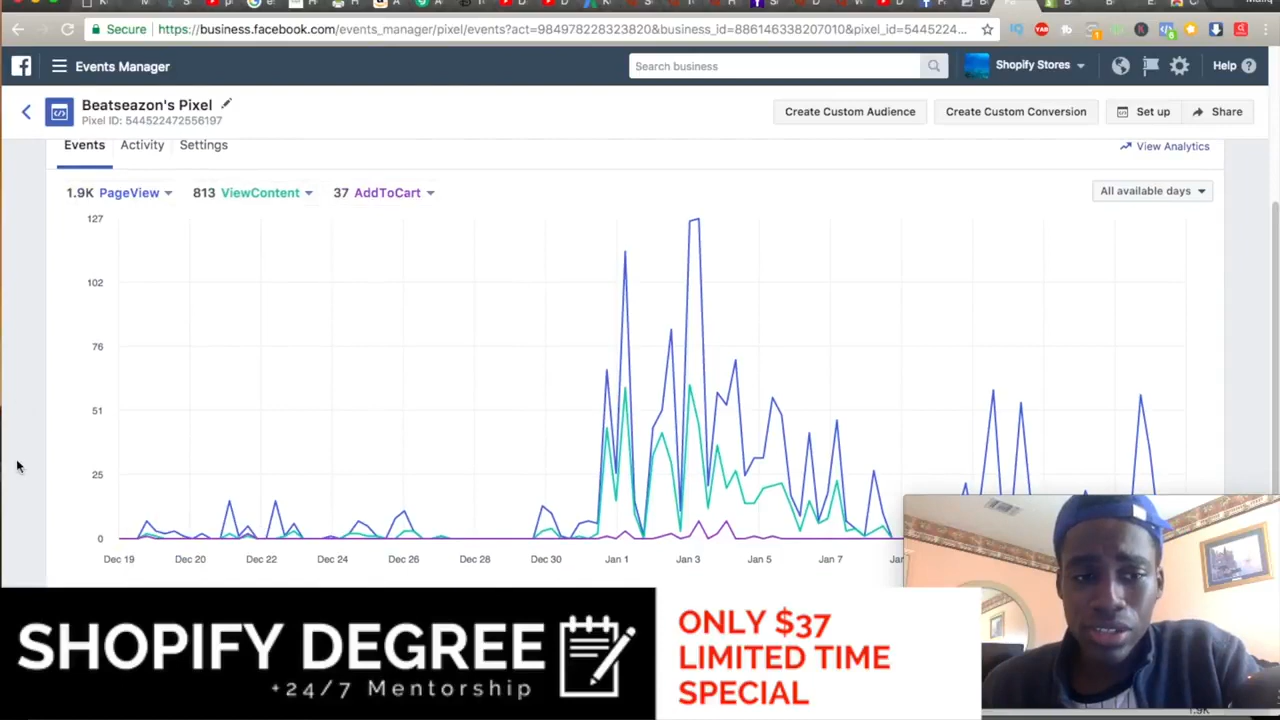 Secure https://business.facebook.com/events_manager/pixel/events?act=984978228323820&business_id=886146338207010&pixel_id=5445224...
Events Manager
Search business
Shopify Stores
Help
Beatseazon's Pixel
Pixel ID: 544522472556197
Create Custom Audience
Create Custom Conversion
Set up
Share
Events Activity Settings
View Analytics
1.9K PageView 813 ViewContent 37 AddToCart
All available days
127
102
76
51
25
0
Dec 19 Dec 20 Dec 22 Dec 24 Dec 26 Dec 28 Dec 30 Jan 1 Jan 3 Jan 5 Jan 7
SHOPIFY DEGREE
+24/7 Mentorship
ONLY $37
LIMITED TIME
SPECIAL
1.9K